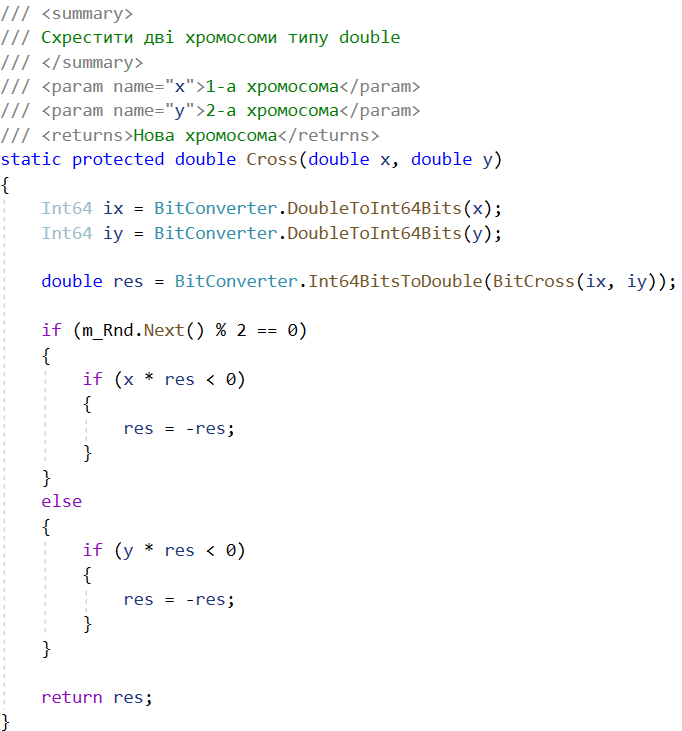 /// <summary>
/// Схрестити дві хромосоми типу double
/// </summary>
/// <param name="x">1-а хромосома</param>
/// <param name="y">2-а хромосома</param>
/// <returns>Нова хромосома</returns>
static protected double Cross(double x, double y)
{
    Int64 ix = BitConverter.DoubleToInt64Bits(x);
    Int64 iy = BitConverter.DoubleToInt64Bits(y);

    double res = BitConverter.Int64BitsToDouble(BitCross(ix, iy));

    if (m_Rnd.Next() % 2 == 0)
    {
        if (x * res < 0)
        {
            res = -res;
        }
    }
    else
    {
        if (y * res < 0)
        {
            res = -res;
        }
    }

    return res;
}